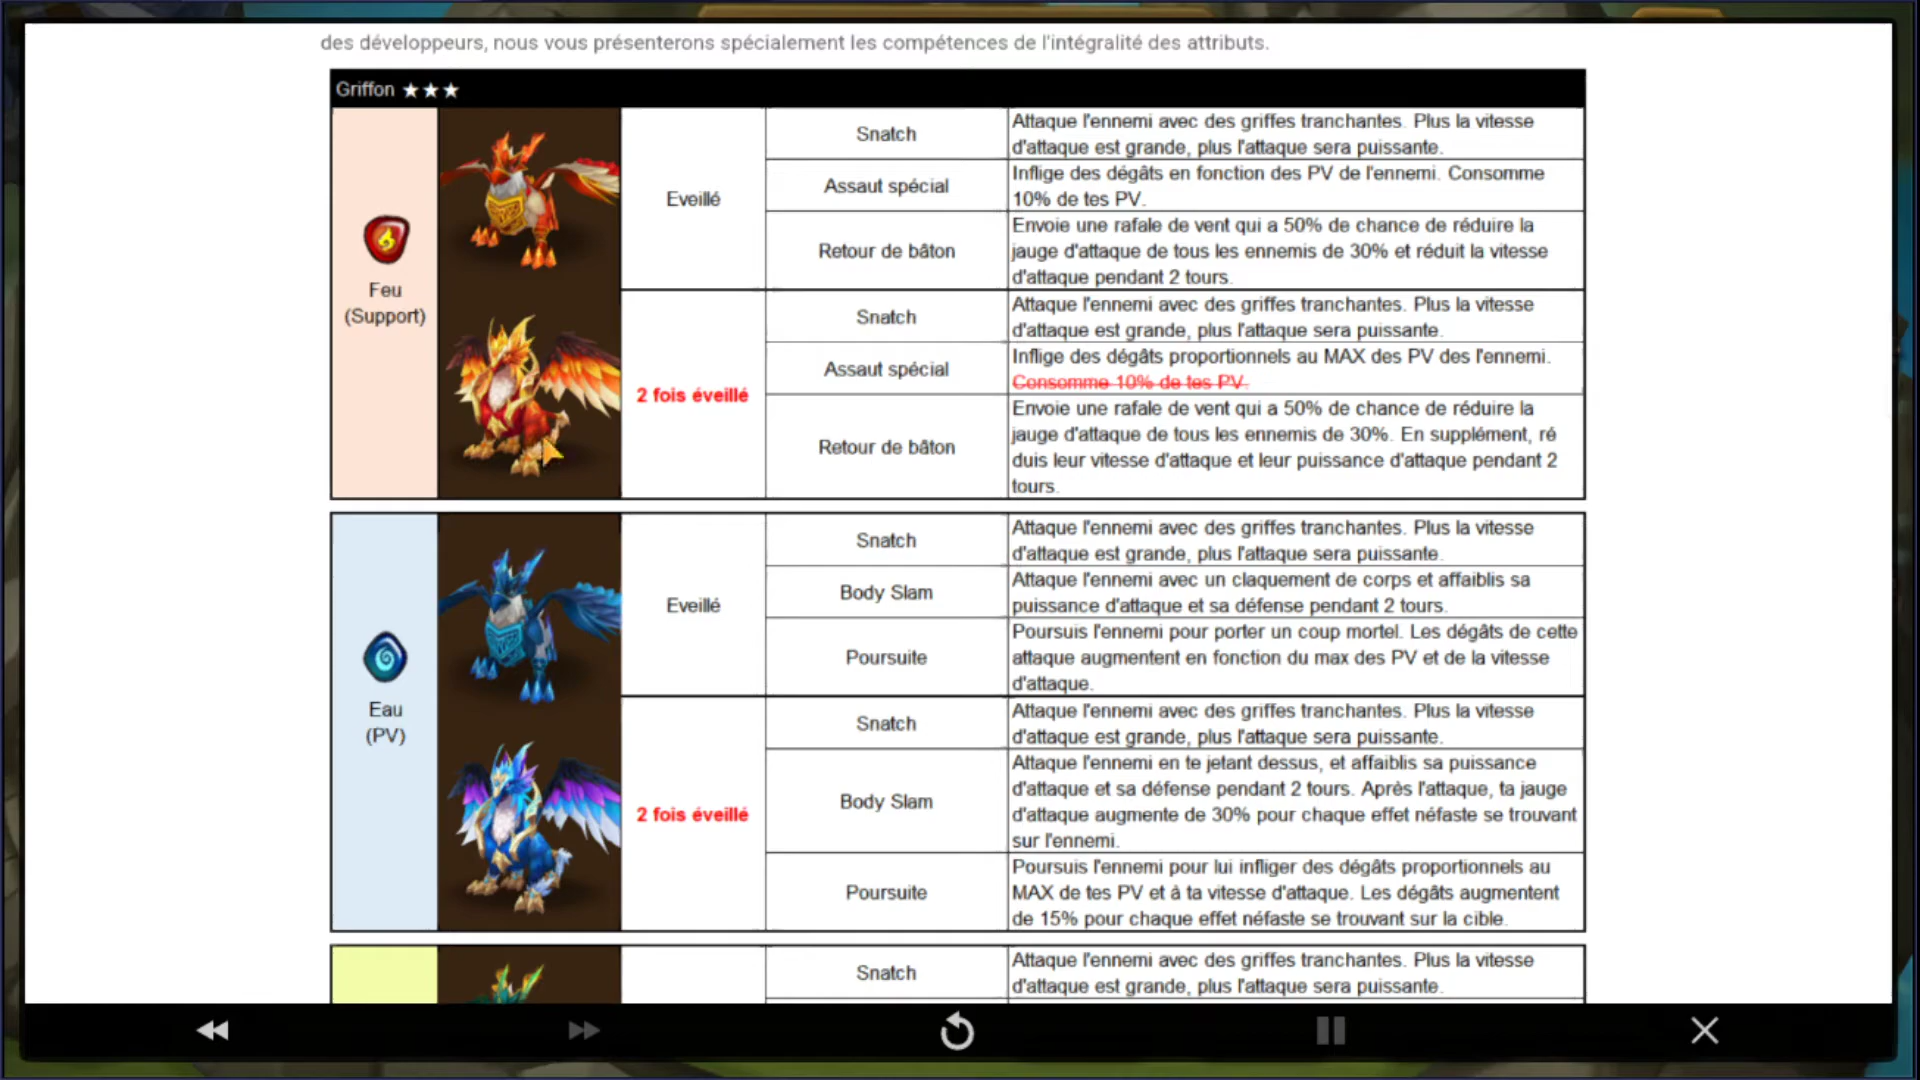 des développeurs, nous vous présenterons spécialement les compétences de l'intégralité des attributs.
Griffon ★★★
Feu
(Support)
Eveillé
Snatch
Attaque l'ennemi avec des griffes tranchantes. Plus la vitesse
d'attaque est grande, plus l'attaque sera puissante.
Assaut spécial
Inflige des dégâts en fonction des PV de l'ennemi. Consomme
10% de tes PV.
Retour de bâton
Envoie une rafale de vent qui a 50% de chance de réduire la
jauge d'attaque de tous les ennemis de 30% et réduit la vitesse
d'attaque pendant 2 tours.
2 fois éveillé
Snatch
Attaque l'ennemi avec des griffes tranchantes. Plus la vitesse
d'attaque est grande, plus l'attaque sera puissante.
Assaut spécial
Inflige des dégâts proportionnels au MAX des PV des l'ennemi.
Consomme 10% de tes PV.
Retour de bâton
Envoie une rafale de vent qui a 50% de chance de réduire la
jauge d'attaque de tous les ennemis de 30%. En supplément, ré
duis leur vitesse d'attaque et leur puissance d'attaque pendant 2
tours.
Eau
(PV)
Eveillé
Snatch
Attaque l'ennemi avec des griffes tranchantes. Plus la vitesse
d'attaque est grande, plus l'attaque sera puissante.
Body Slam
Attaque l'ennemi avec un claquement de corps et affaiblis sa
puissance d'attaque et sa défense pendant 2 tours.
Poursuite
Poursuis l'ennemi pour porter un coup mortel. Les dégâts de cette
attaque augmentent en fonction du max des PV et de la vitesse
d'attaque.
2 fois éveillé
Snatch
Attaque l'ennemi avec des griffes tranchantes. Plus la vitesse
d'attaque est grande, plus l'attaque sera puissante.
Body Slam
Attaque l'ennemi en te jetant dessus, et affaiblis sa puissance
d'attaque et sa défense pendant 2 tours. Après l'attaque, ta jauge
d'attaque augmente de 30% pour chaque effet néfaste se trouvant
sur l'ennemi.
Poursuite
Poursuis l'ennemi pour lui infliger des dégâts proportionnels au
MAX de tes PV et à ta vitesse d'attaque. Les dégâts augmentent
de 15% pour chaque effet néfaste se trouvant sur la cible.
Snatch
Attaque l'ennemi avec des griffes tranchantes. Plus la vitesse
d'attaque est grande, plus l'attaque sera puissante.